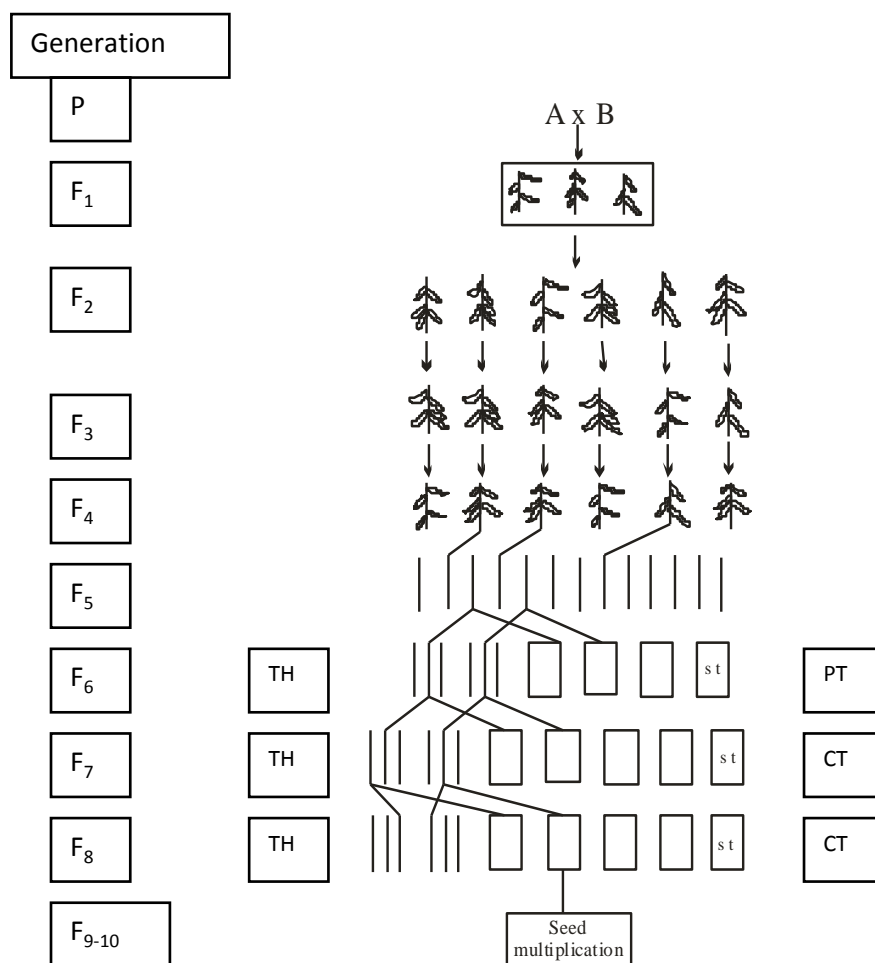 Generation
P
A x B
F₁
F₂
F₃
F₄
F₅
F₆ TH st PT
F₇ TH st CT
F₈ TH st CT
F₉₋₁₀
Seed
multiplication